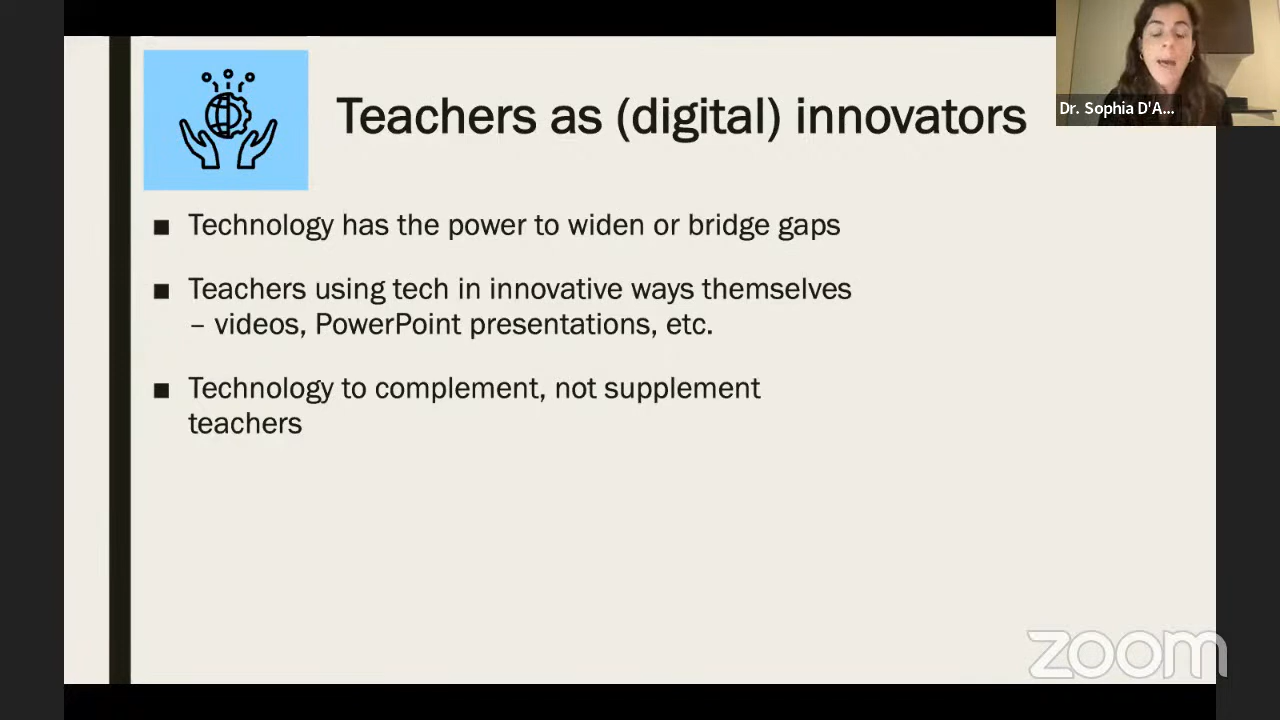 Teachers as (digital) innovators
Dr. Sophia D'A...
■ Technology has the power to widen or bridge gaps
■ Teachers using tech in innovative ways themselves
– videos, PowerPoint presentations, etc.
■ Technology to complement, not supplement
teachers
zoom